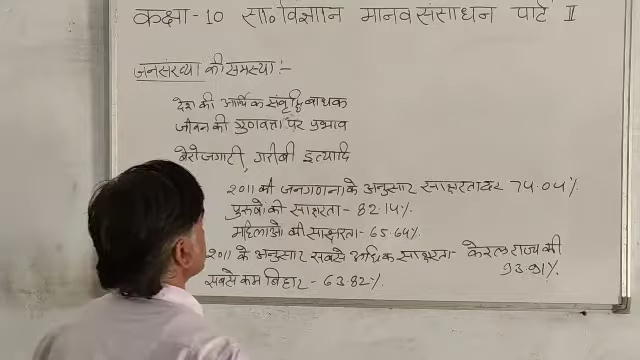 कक्षा-10 सा० विज्ञान मानव संसाधन पार्ट II
जनसंख्या की समस्या :-
देश की आर्थिक संवृद्धि बाधक
जीवन की गुणवत्ता पर प्रभाव
बेरोजगारी, गरीबी इत्यादि
2011 की जनगणना के अनुसार साक्षरता दर 74.04%
पुरुषो की साक्षरता - 82.14%
महिलाओ की साक्षरता - 65.64%
2011 के अनुसार सबसे अधिक साक्षरता - केरल राज्य की
93.91%
सबसे कम बिहार - 63.82%